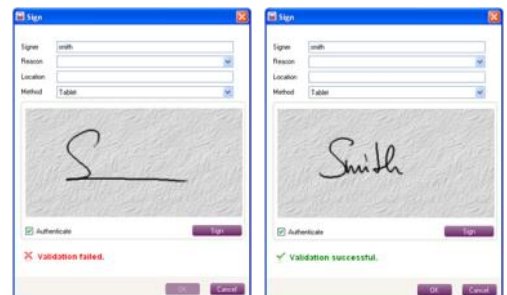 Sign
Signer smith
Reason
Location
Method Tablet
S
Authenticate
Sign
Validation failed.
OK
Cancel
Sign
Signer smith
Reason
Location
Method Tablet
Smith
Authenticate
Sign
Validation successful.
OK
Cancel